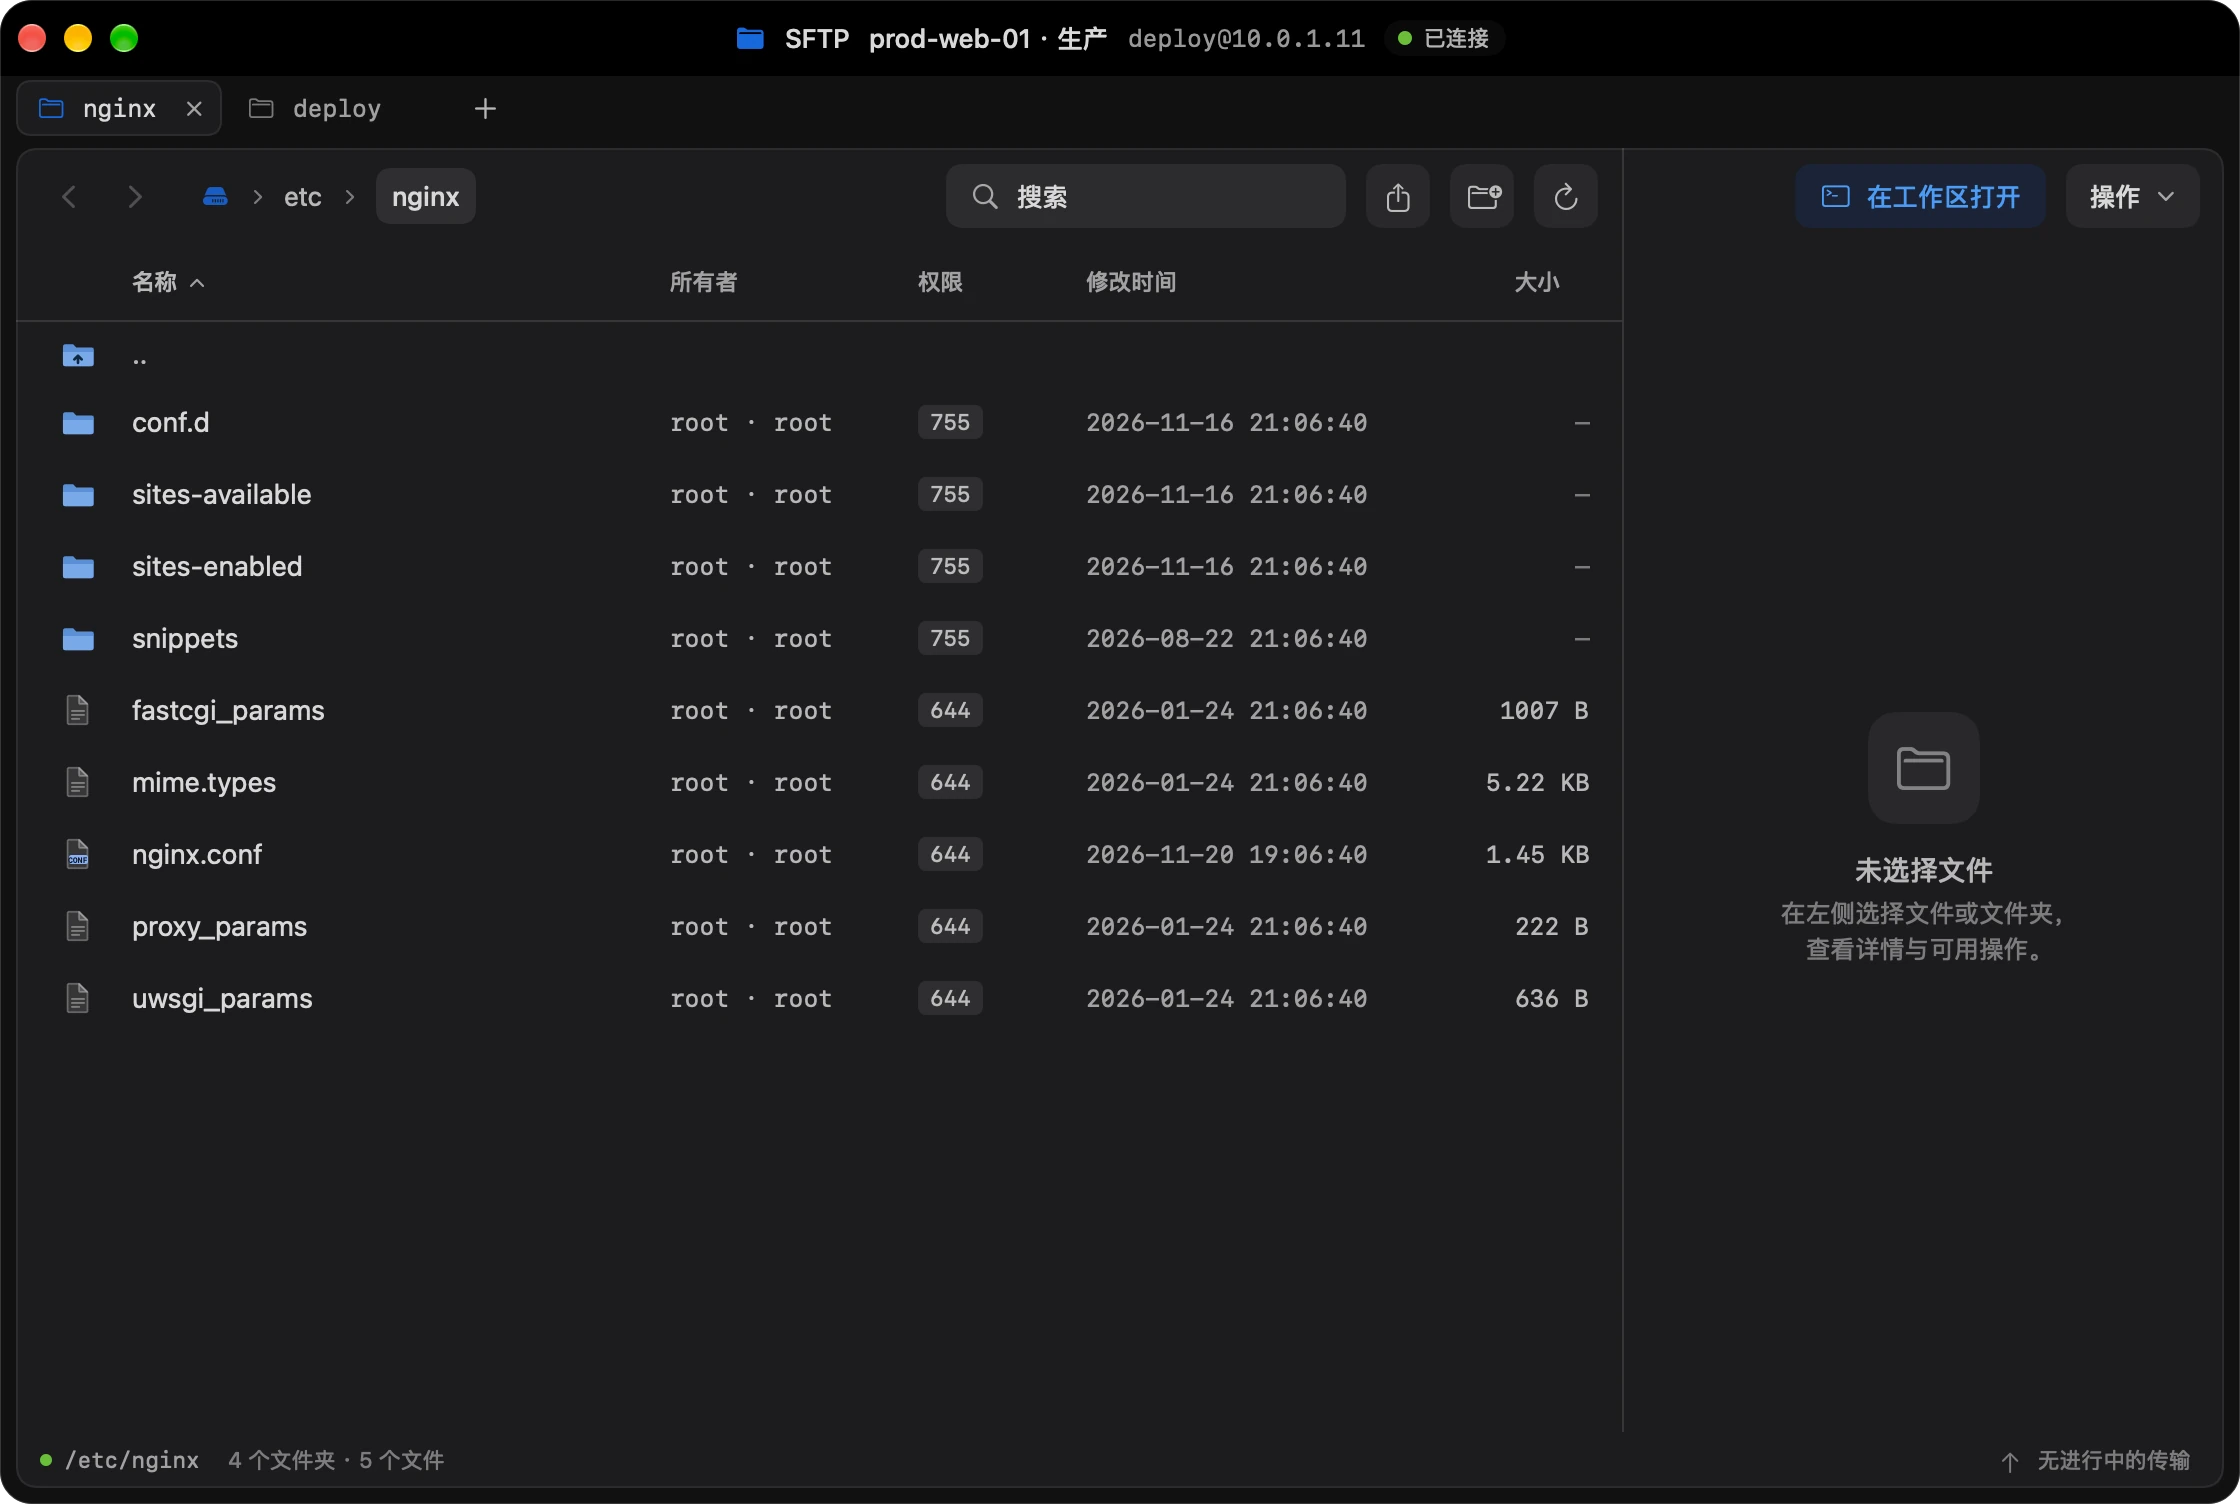 SFTP prod-web-01 · 生产 deploy@10.0.1.11 已连接
nginx deploy
etc nginx 搜索 在工作区打开 操作
名称 所有者 权限 修改时间 大小
..
conf.d root · root 755 2026-11-16 21:06:40 —
sites-available root · root 755 2026-11-16 21:06:40 —
sites-enabled root · root 755 2026-11-16 21:06:40 —
snippets root · root 755 2026-08-22 21:06:40 —
fastcgi_params root · root 644 2026-01-24 21:06:40 1007 B
mime.types root · root 644 2026-01-24 21:06:40 5.22 KB
CONF nginx.conf root · root 644 2026-11-20 19:06:40 1.45 KB
proxy_params root · root 644 2026-01-24 21:06:40 222 B
uwsgi_params root · root 644 2026-01-24 21:06:40 636 B
未选择文件
在左侧选择文件或文件夹，
查看详情与可用操作。
/etc/nginx 4 个文件夹 · 5 个文件 无进行中的传输